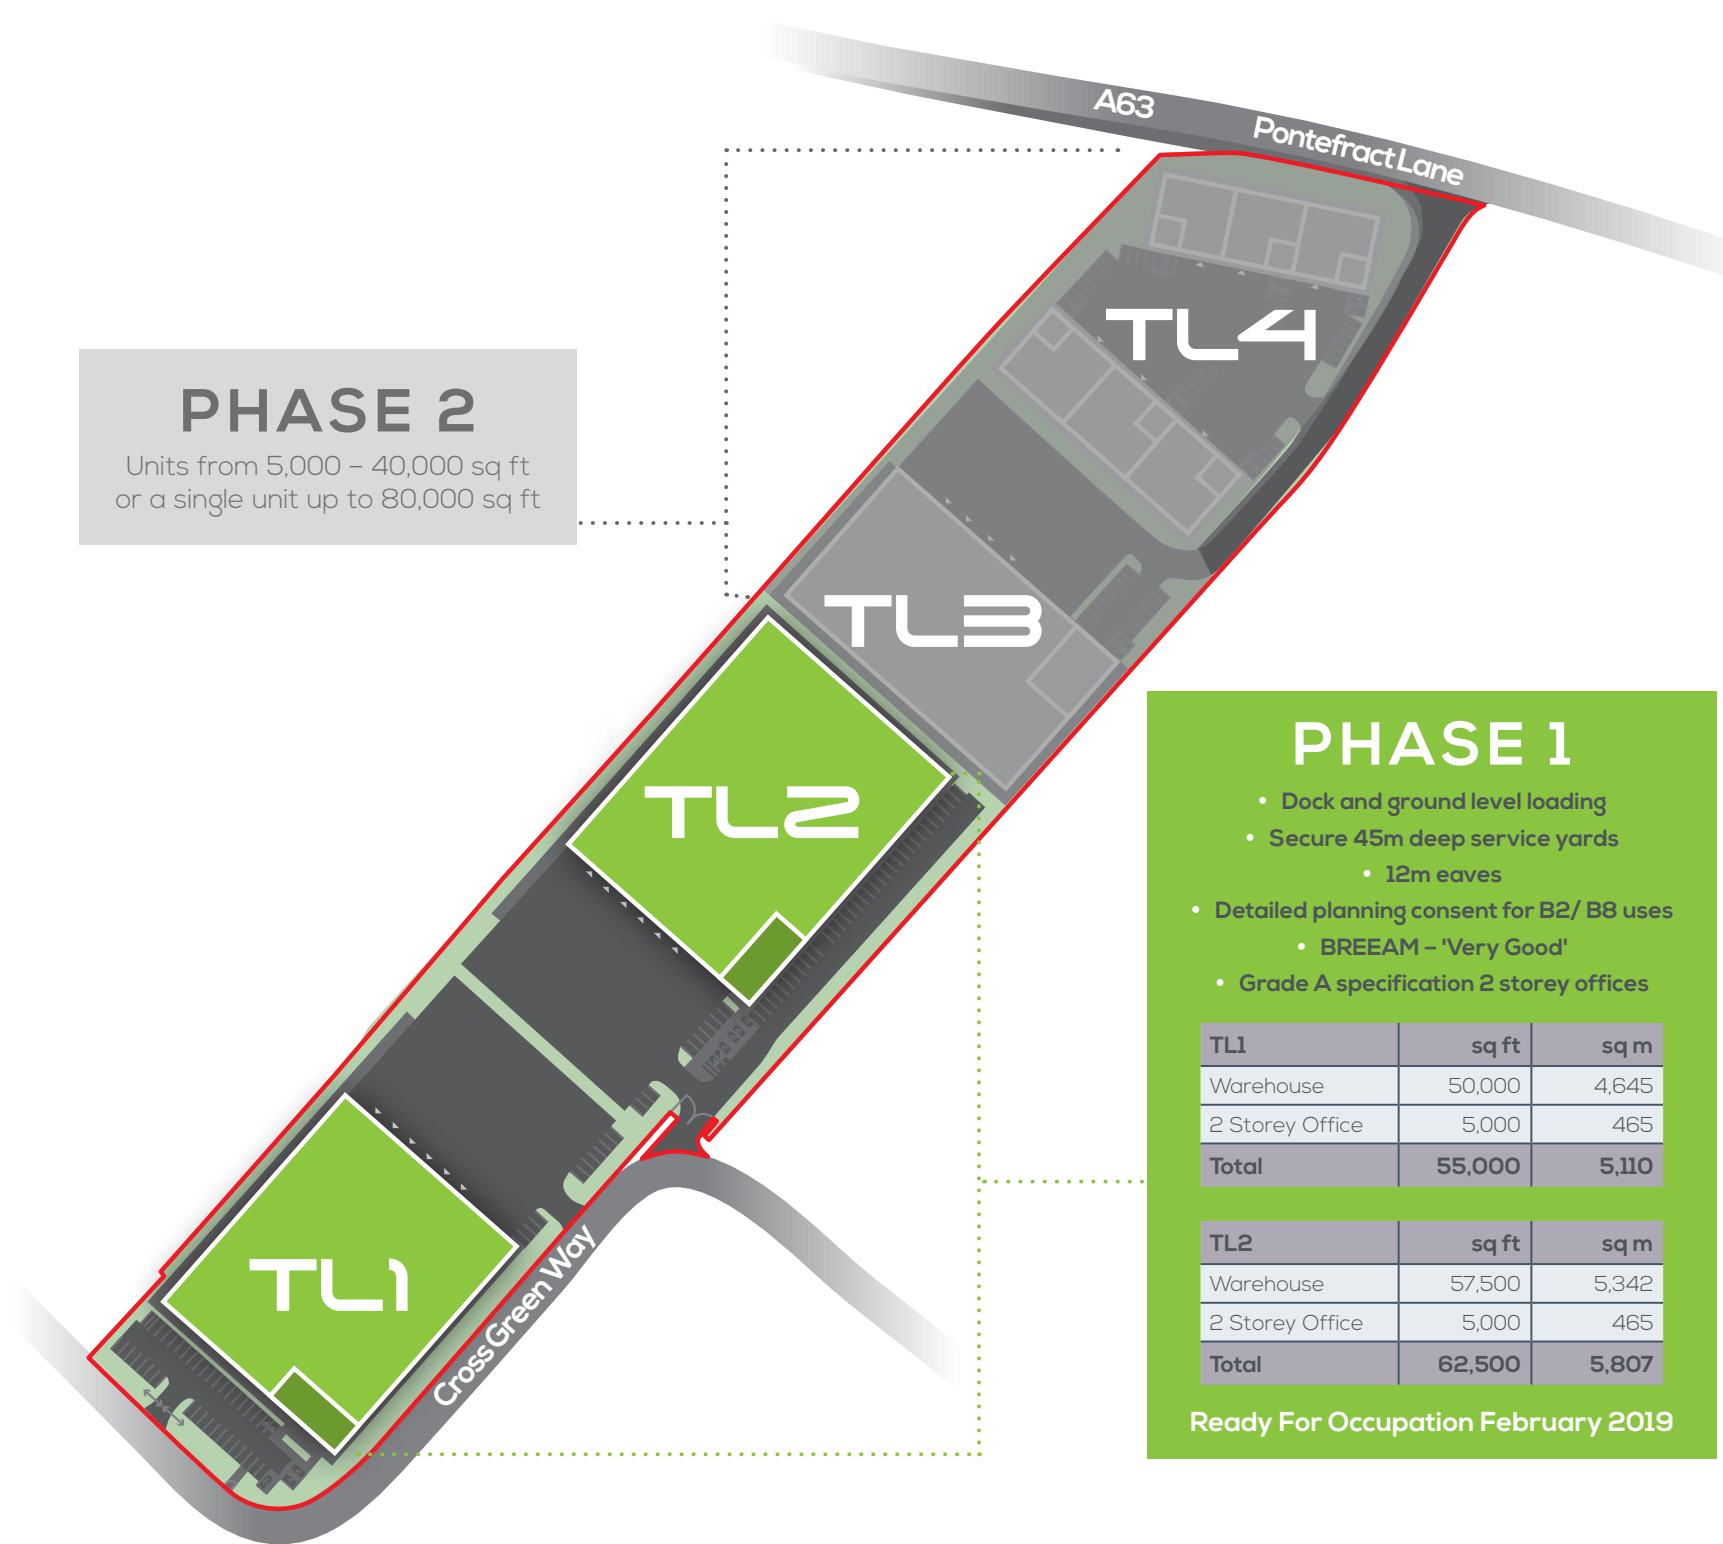 A63
Pontefract Lane
PHASE 2
Units from 5,000 – 40,000 sq ft
or a single unit up to 80,000 sq ft
TL4
TL3
TL2
TL1
Cross Green Way
PHASE 1
• Dock and ground level loading
• Secure 45m deep service yards
• 12m eaves
• Detailed planning consent for B2/ B8 uses
• BREEAM – 'Very Good'
• Grade A specification 2 storey offices
TL1 sq ft sq m
Warehouse 50,000 4,645
2 Storey Office 5,000 465
Total 55,000 5,110
TL2 sq ft sq m
Warehouse 57,500 5,342
2 Storey Office 5,000 465
Total 62,500 5,807
Ready For Occupation February 2019